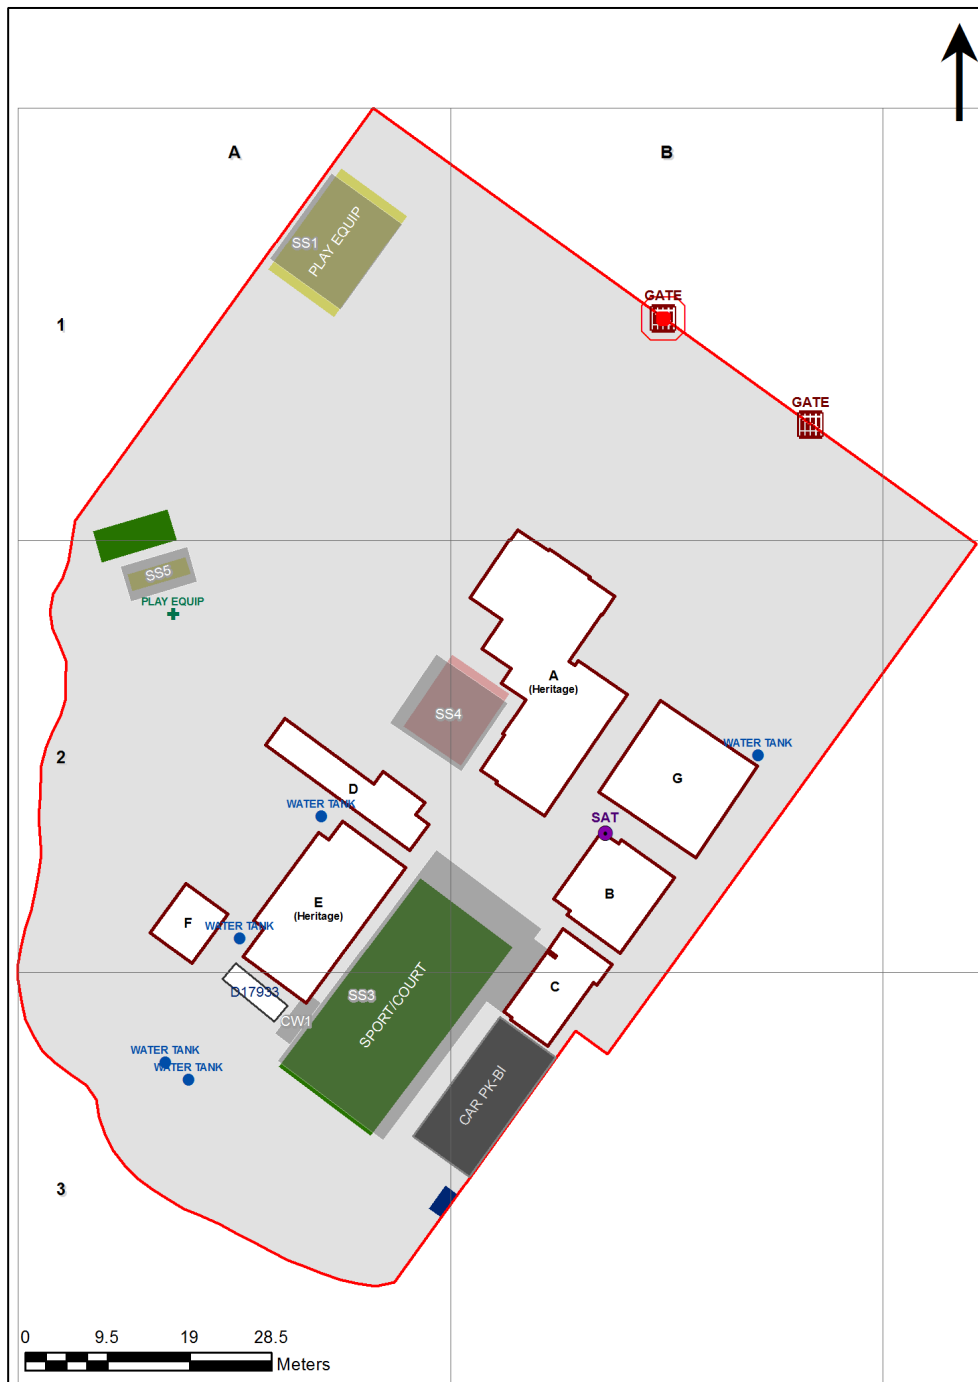 A
B
PLAY EQUIP
SS1
GATE
1
GATE
SS5
PLAY EQUIP
A
(Heritage)
SS4
WATER TANK
2
G
D
WATER TANK
SAT
B
E
(Heritage)
F
WATER TANK
C
D17933
SS3
SPORT/COURT
CW1
WATER TANK
WATER TANK
CAR PK-BI
3
0 9.5 19 28.5
Meters